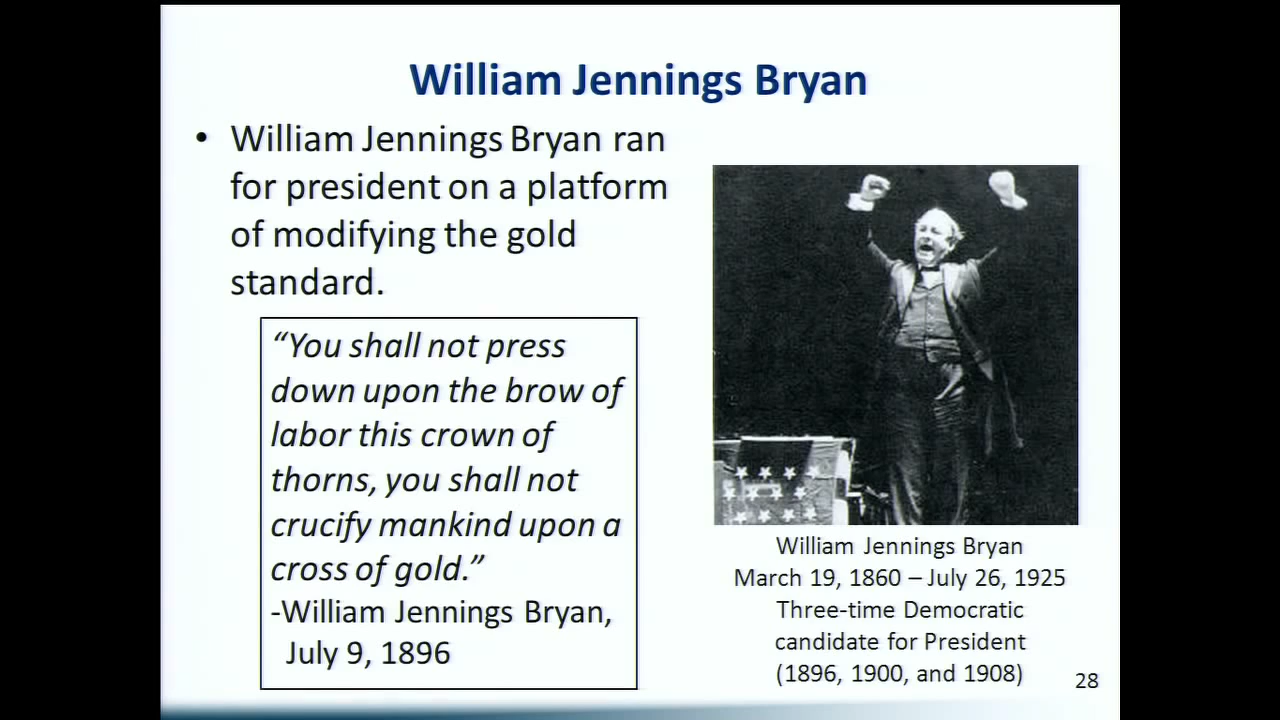 William Jennings Bryan
• William Jennings Bryan ran
for president on a platform
of modifying the gold
standard.
“You shall not press
down upon the brow of
labor this crown of
thorns, you shall not
crucify mankind upon a
cross of gold.”
-William Jennings Bryan,
July 9, 1896
William Jennings Bryan
March 19, 1860 – July 26, 1925
Three-time Democratic
candidate for President
(1896, 1900, and 1908)
28